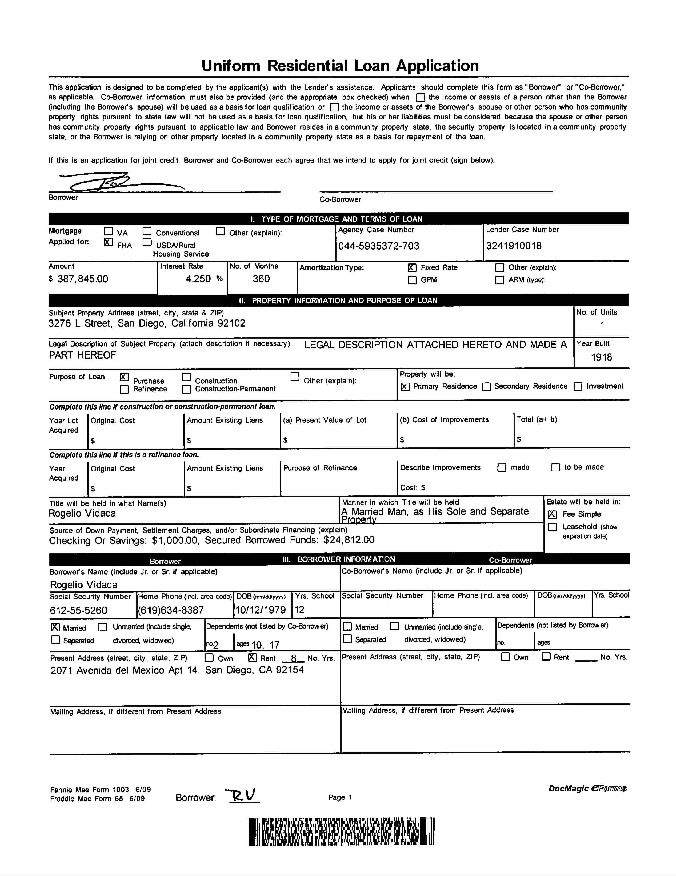 Uniform Residential Loan Application
This application is designed to be completed by the applicant(s) with the Lender's assistance. Applicants should complete this form as "Borrower" or "Co-Borrower,"
as applicable. Co-Borrower information must also be provided (and the appropriate box checked) when ☐ the income or assets of a person other than the Borrower
(including the Borrower's spouse) will be used as a basis for loan qualification or ☐ the income or assets of the Borrower's spouse or other person who has community
property rights pursuant to state law will not be used as a basis for loan qualification, but his or her liabilities must be considered because the spouse or other person
has community property rights pursuant to applicable law and Borrower resides in a community property state, the security property is located in a community property
state, or the Borrower is relying on other property located in a community property state as a basis for repayment of the loan.
If this is an application for joint credit, Borrower and Co-Borrower each agree that we intend to apply for joint credit (sign below).
Borrower Co-Borrower
I. TYPE OF MORTGAGE AND TERMS OF LOAN
Mortgage ☐ VA ☐ Conventional ☐ Other (explain): Agency Case Number Lender Case Number
Applied for: ☒ FHA ☐ USDA/Rural 044-5935372-703 3241910018
Housing Service
Amount Interest Rate No. of Months Amortization Type: ☒ Fixed Rate ☐ Other (explain):
$ 387,845.00 4.250 % 360 ☐ GPM ☐ ARM (type):
II. PROPERTY INFORMATION AND PURPOSE OF LOAN
Subject Property Address (street, city, state & ZIP) No. of Units
3276 L Street, San Diego, California 92102
Legal Description of Subject Property (attach description if necessary) LEGAL DESCRIPTION ATTACHED HERETO AND MADE A Year Built
PART HEREOF 1918
Purpose of Loan ☒ Purchase ☐ Construction ☐ Other (explain): Property will be:
☐ Refinance ☐ Construction-Permanent ☒ Primary Residence ☐ Secondary Residence ☐ Investment
Complete this line if construction or construction-permanent loan.
Year Lot Original Cost Amount Existing Liens (a) Present Value of Lot (b) Cost of Improvements Total (a+b)
Acquired
$ $ $ $ $
Complete this line if this is a refinance loan.
Year Original Cost Amount Existing Liens Purpose of Refinance Describe Improvements ☐ made ☐ to be made
Acquired
$ $ Cost: $
Title will be held in what Name(s) Manner in which Title will be held Estate will be held in:
Rogelio Vidaca A Married Man, as His Sole and Separate ☒ Fee Simple
Property
Source of Down Payment, Settlement Charges, and/or Subordinate Financing (explain) ☐ Leasehold (show
Checking Or Savings: $1,000.00, Secured Borrowed Funds: $24,812.00 expiration date)
Borrower III. BORROWER INFORMATION Co-Borrower
Borrower's Name (include Jr. or Sr. if applicable) Co-Borrower's Name (include Jr. or Sr. if applicable)
Rogelio Vidaca
Social Security Number Home Phone (incl. area code) DOB (mm/dd/yyyy) Yrs. School Social Security Number Home Phone (incl. area code) DOB (mm/dd/yyyy) Yrs. School
612-55-5260 (619)634-8387 10/12/1979 12
☒ Married ☐ Unmarried (include single, Dependents (not listed by Co-Borrower) ☐ Married ☐ Unmarried (include single, Dependents (not listed by Borrower)
☐ Separated divorced, widowed) no. 2 ages 10, 17 ☐ Separated divorced, widowed) no. ages
Present Address (street, city, state, ZIP) ☐ Own ☒ Rent 8 No. Yrs. Present Address (street, city, state, ZIP) ☐ Own ☐ Rent No. Yrs.
2071 Avenida del Mexico Apt 14, San Diego, CA 92154
Mailing Address, if different from Present Address Mailing Address, if different from Present Address
Fannie Mae Form 1003 6/09 DocMagic eForms
Freddie Mac Form 65 6/09 Borrower: RV Page 1